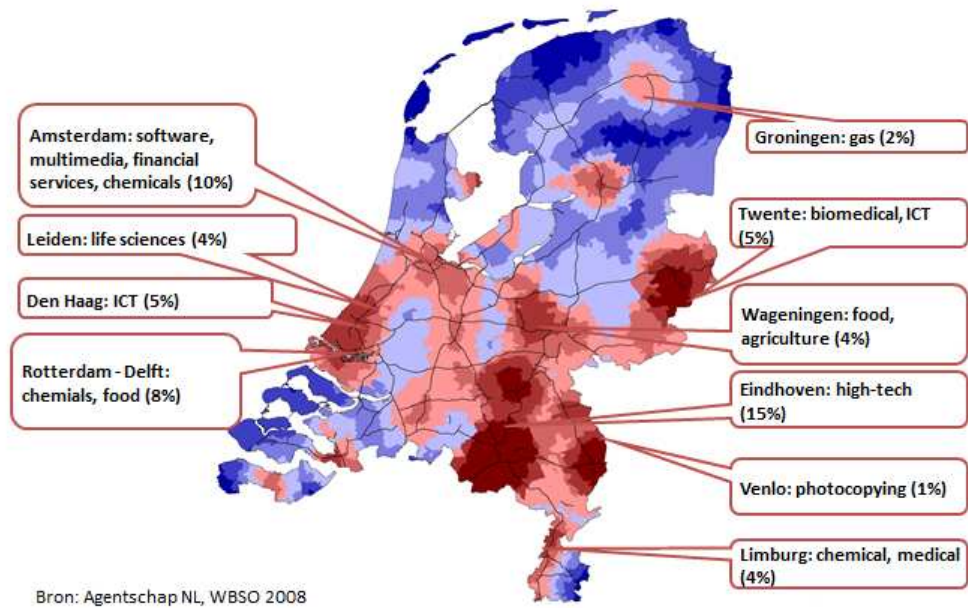 Amsterdam: software,
multimedia, financial
services, chemicals (10%)
Leiden: life sciences (4%)
Den Haag: ICT (5%)
Rotterdam - Delft:
chemials, food (8%)
Groningen: gas (2%)
Twente: biomedical, ICT
(5%)
Wageningen: food,
agriculture (4%)
Eindhoven: high-tech
(15%)
Venlo: photocopying (1%)
Limburg: chemical, medical
(4%)
Bron: Agentschap NL, WBSO 2008